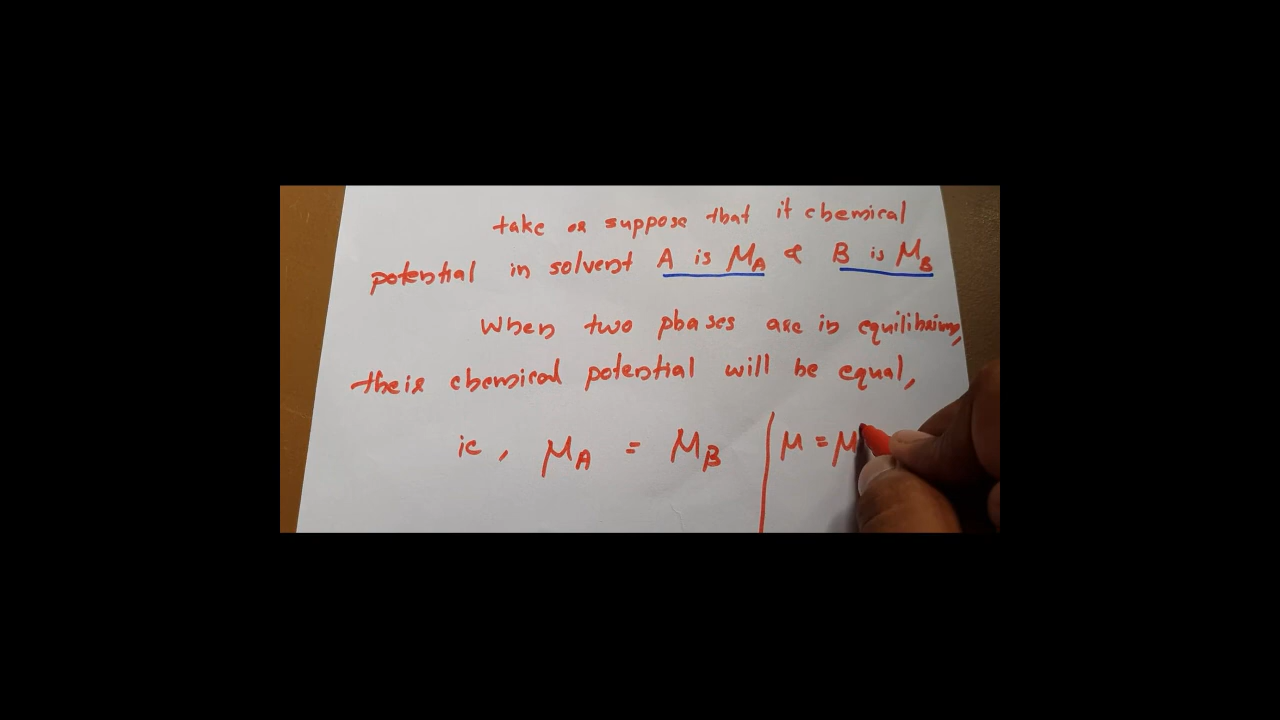 take or suppose that it chemical
potential in solvent A is μA & B is μB
When two phases are in equilibrium,
their chemical potential will be equal,
ie, μA = μB | μ = μ